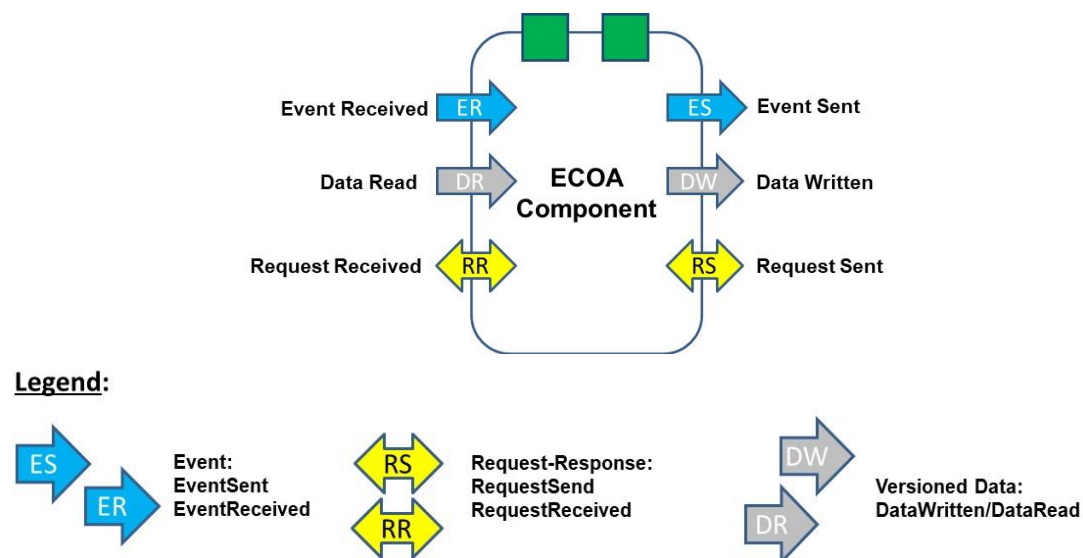 Event Received
ER
ES
Event Sent
Data Read
DR
ECOA
Component
DW
Data Written
Request Received
RR
RS
Request Sent
Legend:
ES
ER
Event:
EventSent
EventReceived
RS
RR
Request-Response:
RequestSend
RequestReceived
DW
DR
Versioned Data:
DataWritten/DataRead